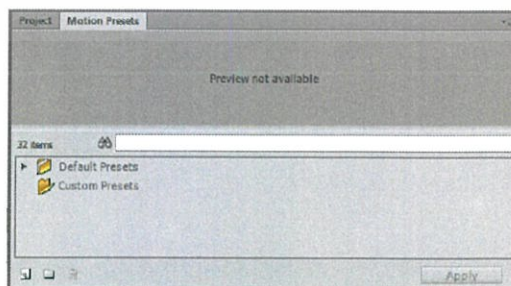 Project Motion Presets
Preview not available
32 items
Default Presets
Custom Presets
Apply